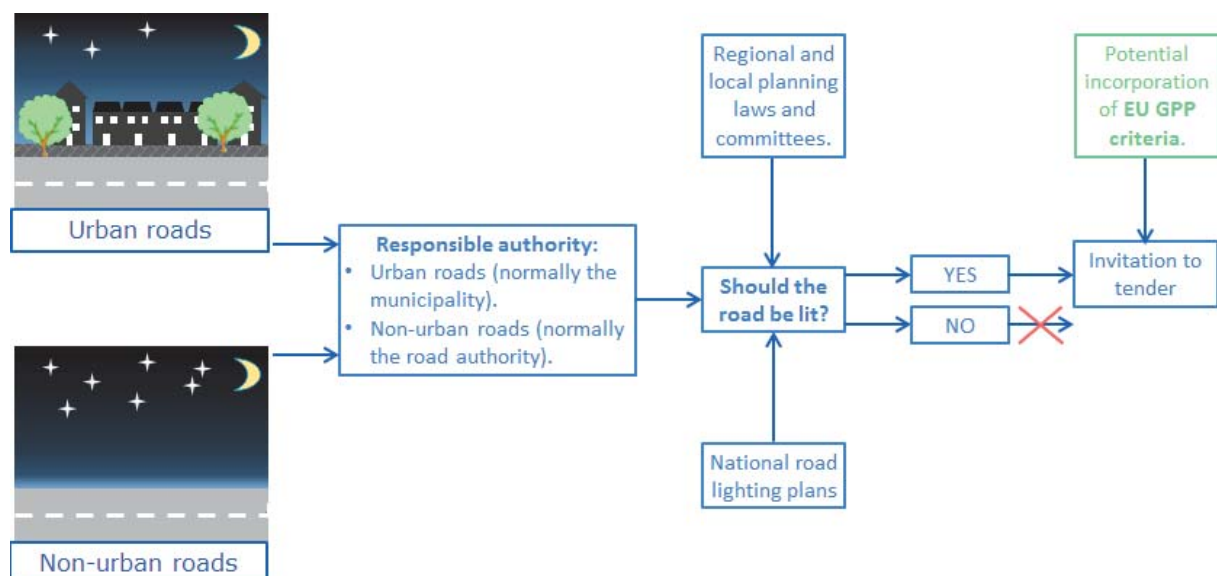 Urban roads
Non-urban roads
Responsible authority:
• Urban roads (normally the
municipality).
• Non-urban roads (normally
the road authority).
Regional and
local planning
laws and
committees.
Should the
road be lit?
National road
lighting plans
YES
NO
Potential
incorporation
of EU GPP
criteria.
Invitation to
tender